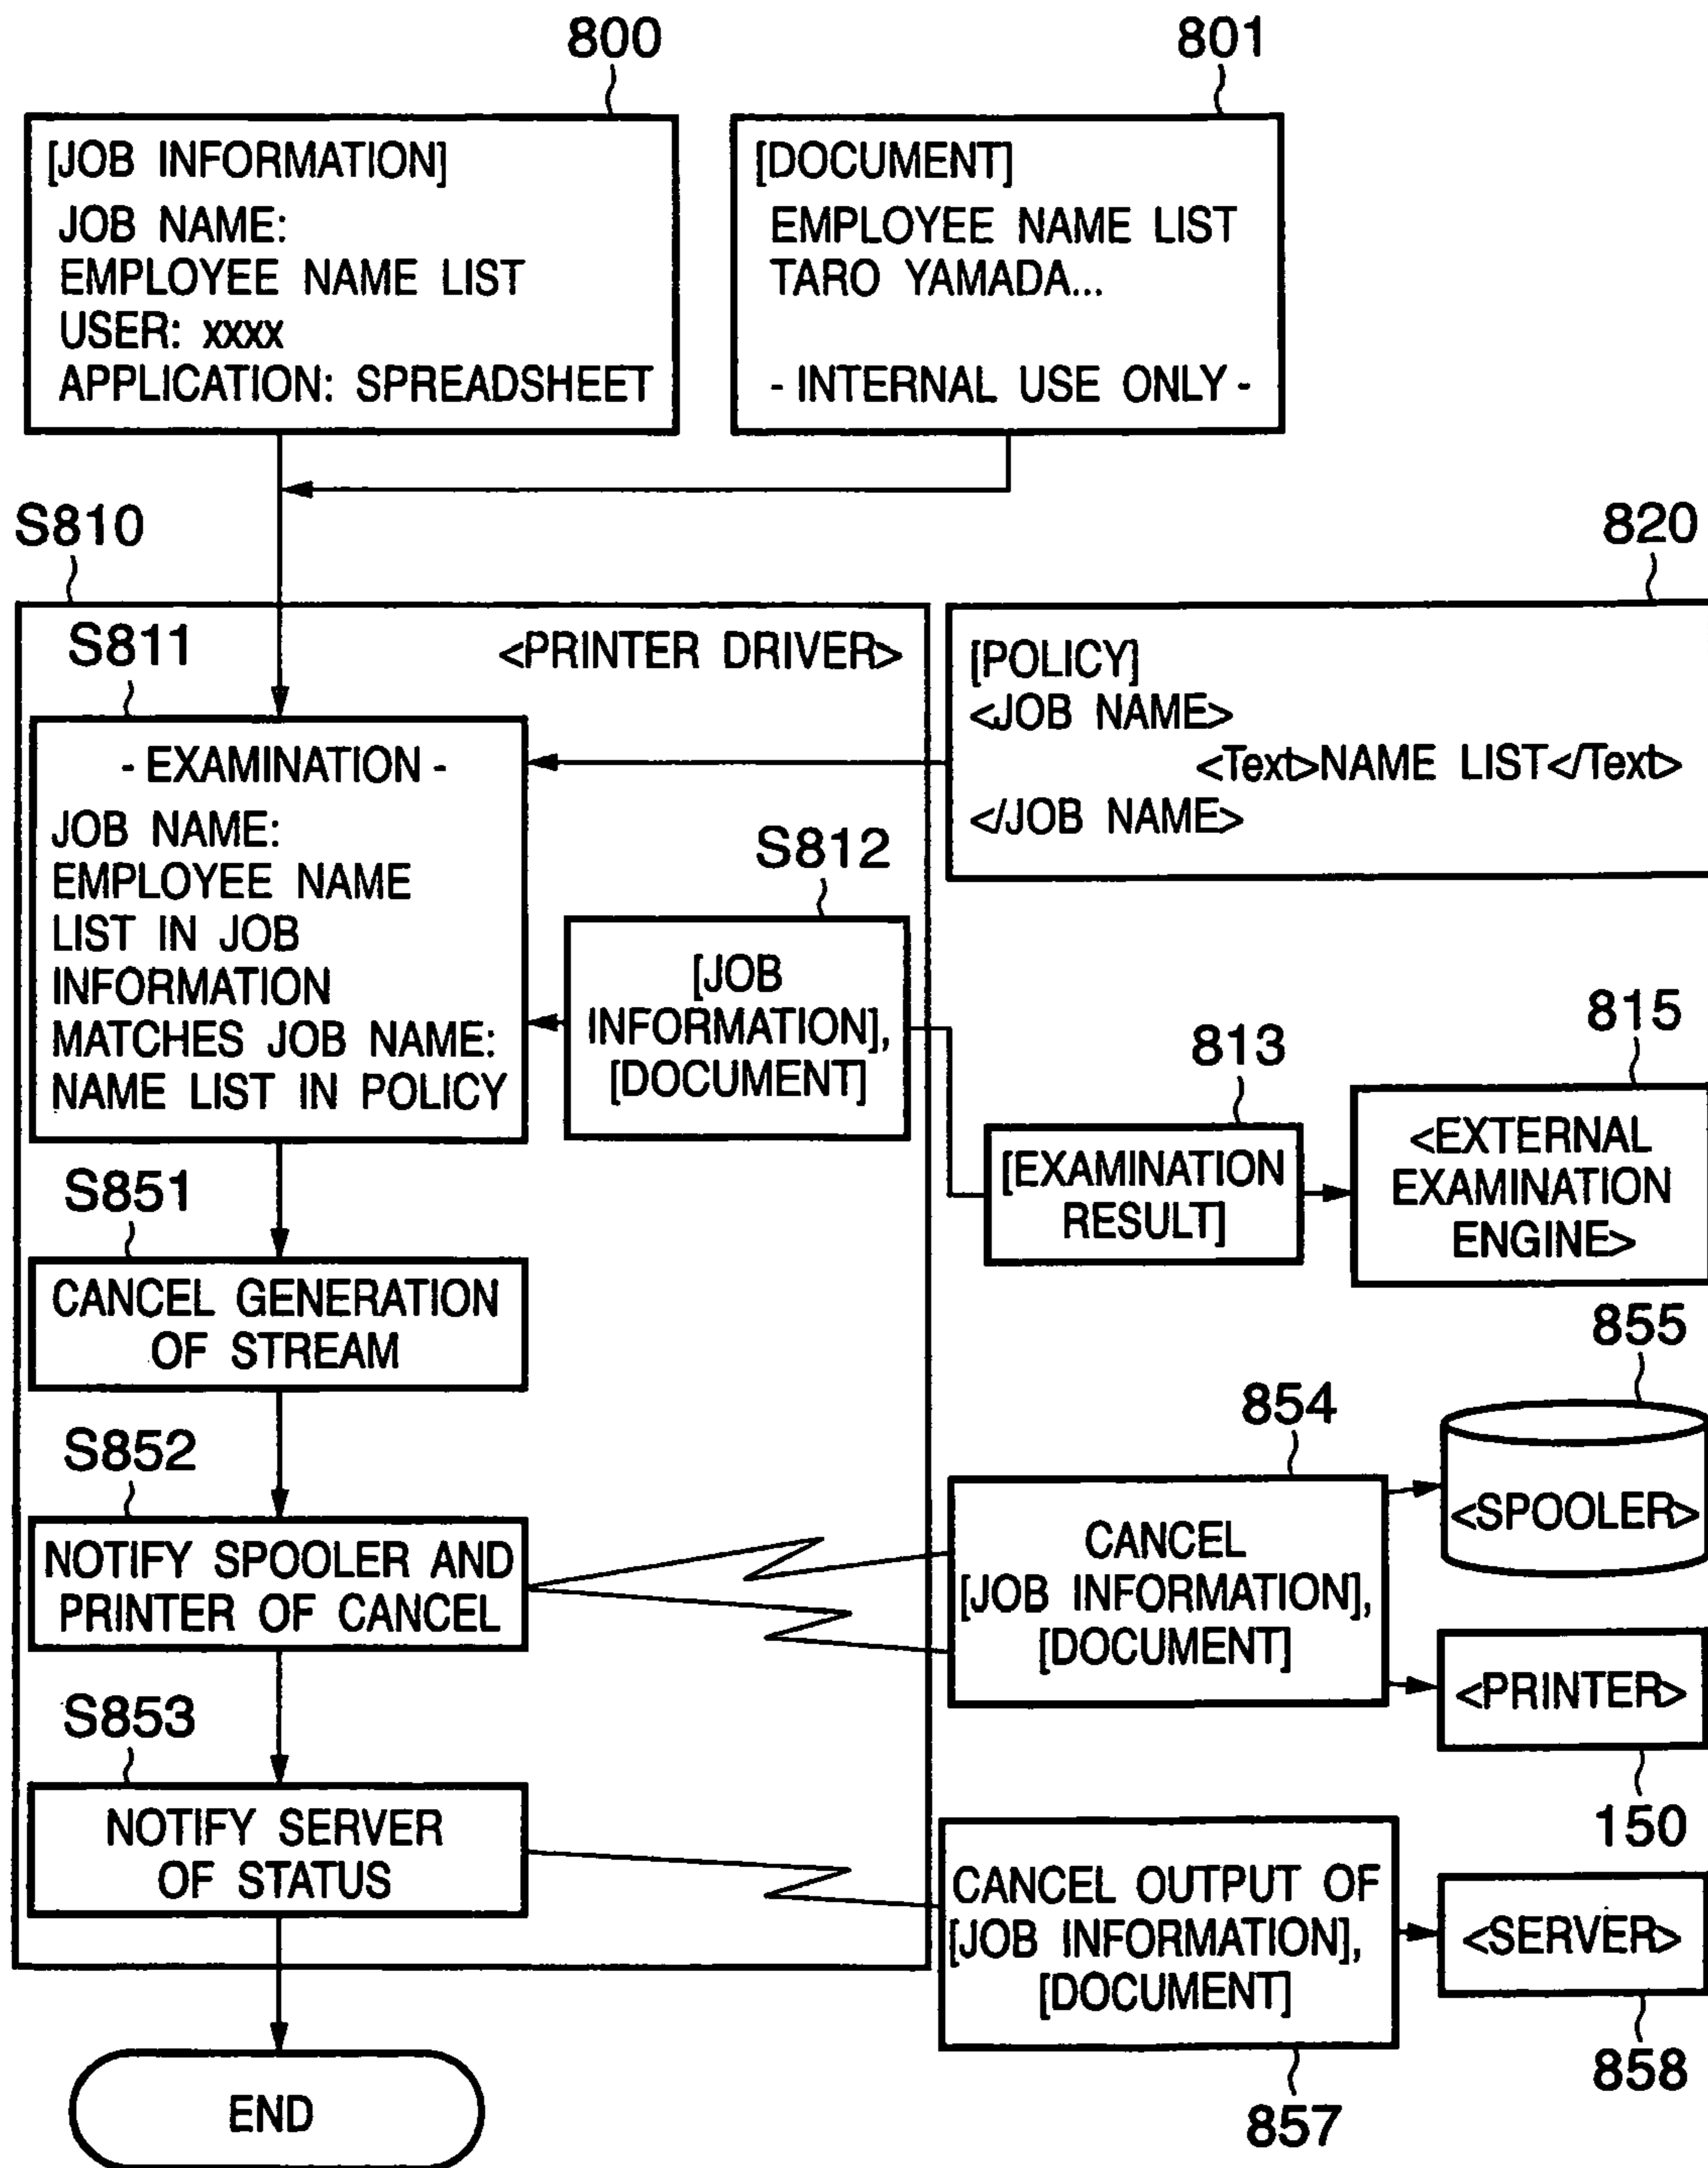 800
801
[JOB INFORMATION]
JOB NAME:
EMPLOYEE NAME LIST
USER: xxxx
APPLICATION: SPREADSHEET
[DOCUMENT]
EMPLOYEE NAME LIST
TARO YAMADA...
- INTERNAL USE ONLY -
S810
820
S811
<PRINTER DRIVER>
[POLICY]
<JOB NAME>
<Text>NAME LIST</Text>
</JOB NAME>
- EXAMINATION -
JOB NAME:
EMPLOYEE NAME
LIST IN JOB
INFORMATION
MATCHES JOB NAME:
NAME LIST IN POLICY
S812
[JOB
INFORMATION],
[DOCUMENT]
813
[EXAMINATION
RESULT]
815
<EXTERNAL
EXAMINATION
ENGINE>
S851
CANCEL GENERATION
OF STREAM
855
<SPOOLER>
854
CANCEL
[JOB INFORMATION],
[DOCUMENT]
S852
NOTIFY SPOOLER AND
PRINTER OF CANCEL
<PRINTER>
150
S853
NOTIFY SERVER
OF STATUS
CANCEL OUTPUT OF
[JOB INFORMATION],
[DOCUMENT]
857
<SERVER>
858
END